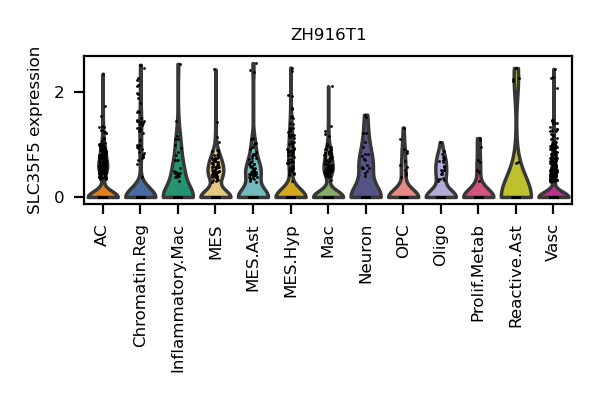 ZH916T1
SLC35F5 expression
2
0
AC
Chromatin.Reg
Inflammatory.Mac
MES
MES.Ast
MES.Hyp
Mac
Neuron
OPC
Oligo
Prolif.Metab
Reactive.Ast
Vasc